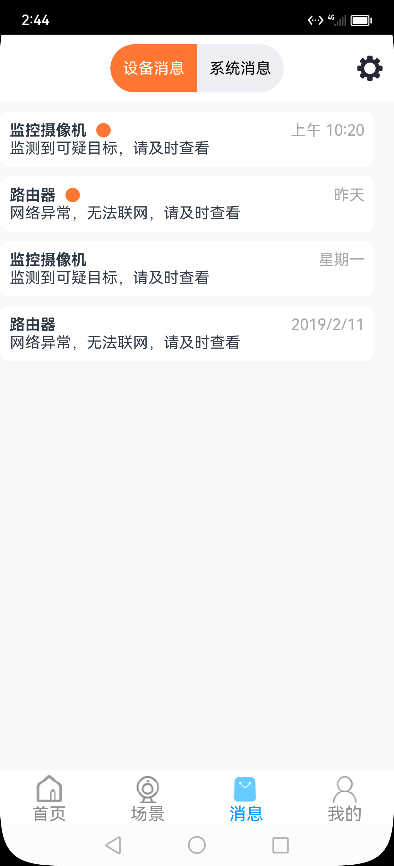 2:44
4G
设备消息 系统消息
监控摄像机 上午 10:20
监测到可疑目标，请及时查看
路由器 昨天
网络异常，无法联网，请及时查看
监控摄像机 星期一
监测到可疑目标，请及时查看
路由器 2019/2/11
网络异常，无法联网，请及时查看
首页 场景 消息 我的